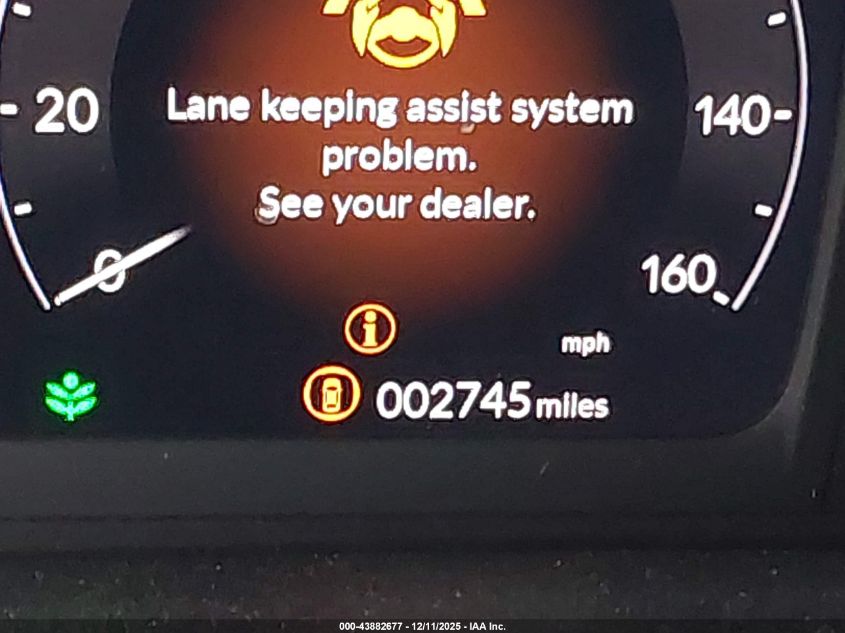 20
Lane keeping assist system
140
problem.
See your dealer.
0
160
mph
002745 miles
000-43882677 - 12/11/2025 - IAA Inc.